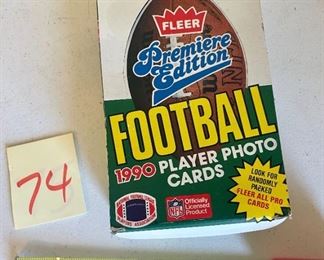 FLEER
Premiere
Edition
FOOTBALL
1990 PLAYER PHOTO
CARDS
LOOK FOR
RANDOMLY
PACKED
FLEER ALL PRO
CARDS
NFL
Officially
Licensed
Product
74